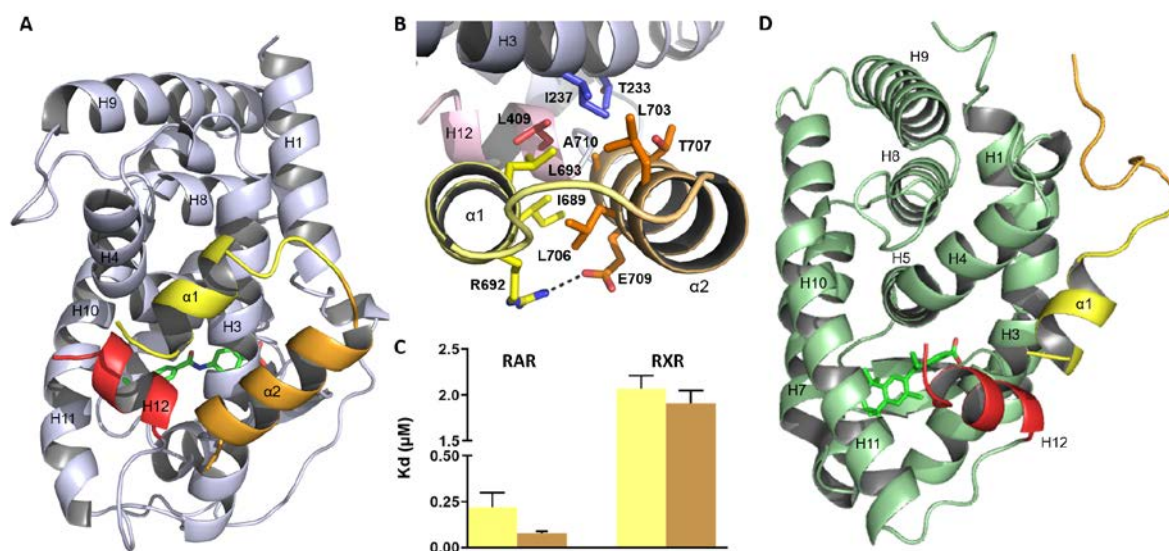 A
H9
H1
H8
H4
α1
H10
H3
α2
H12
H11
B
H3
T233
I237
L703
L409
H12
A710
T707
L693
α1
I689
L706
E709
R692
α2
C
RAR
RXR
2.5
2.0
1.5
0.50
0.25
0.00
Kd (μM)
D
H9
H8
H1
H5
H4
H10
α1
H3
H7
H11
H12